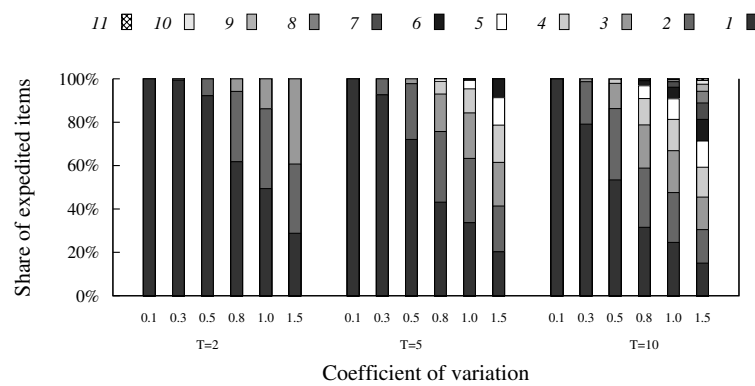 11 10 9 8 7 6 5 4 3 2 1
100%
80%
60%
40%
20%
0%
Share of expedited items
0.1 0.3 0.5 0.8 1.0 1.5 0.1 0.3 0.5 0.8 1.0 1.5 0.1 0.3 0.5 0.8 1.0 1.5
T=2 T=5 T=10
Coefficient of variation